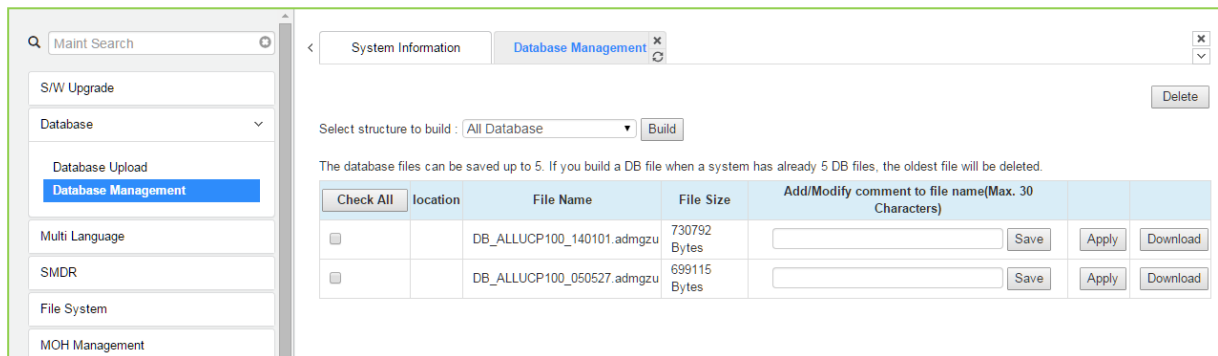 Maint Search
S/W Upgrade
Database
Database Upload
Database Management
Multi Language
SMDR
File System
MOH Management
System Information
Database Management
Delete
Select structure to build : All Database Build
The database files can be saved up to 5. If you build a DB file when a system has already 5 DB files, the oldest file will be deleted.
Check All location File Name File Size Add/Modify comment to file name(Max. 30
Characters)
DB_ALLUCP100_140101.admgzu 730792
Bytes Save Apply Download
DB_ALLUCP100_050527.admgzu 699115
Bytes Save Apply Download